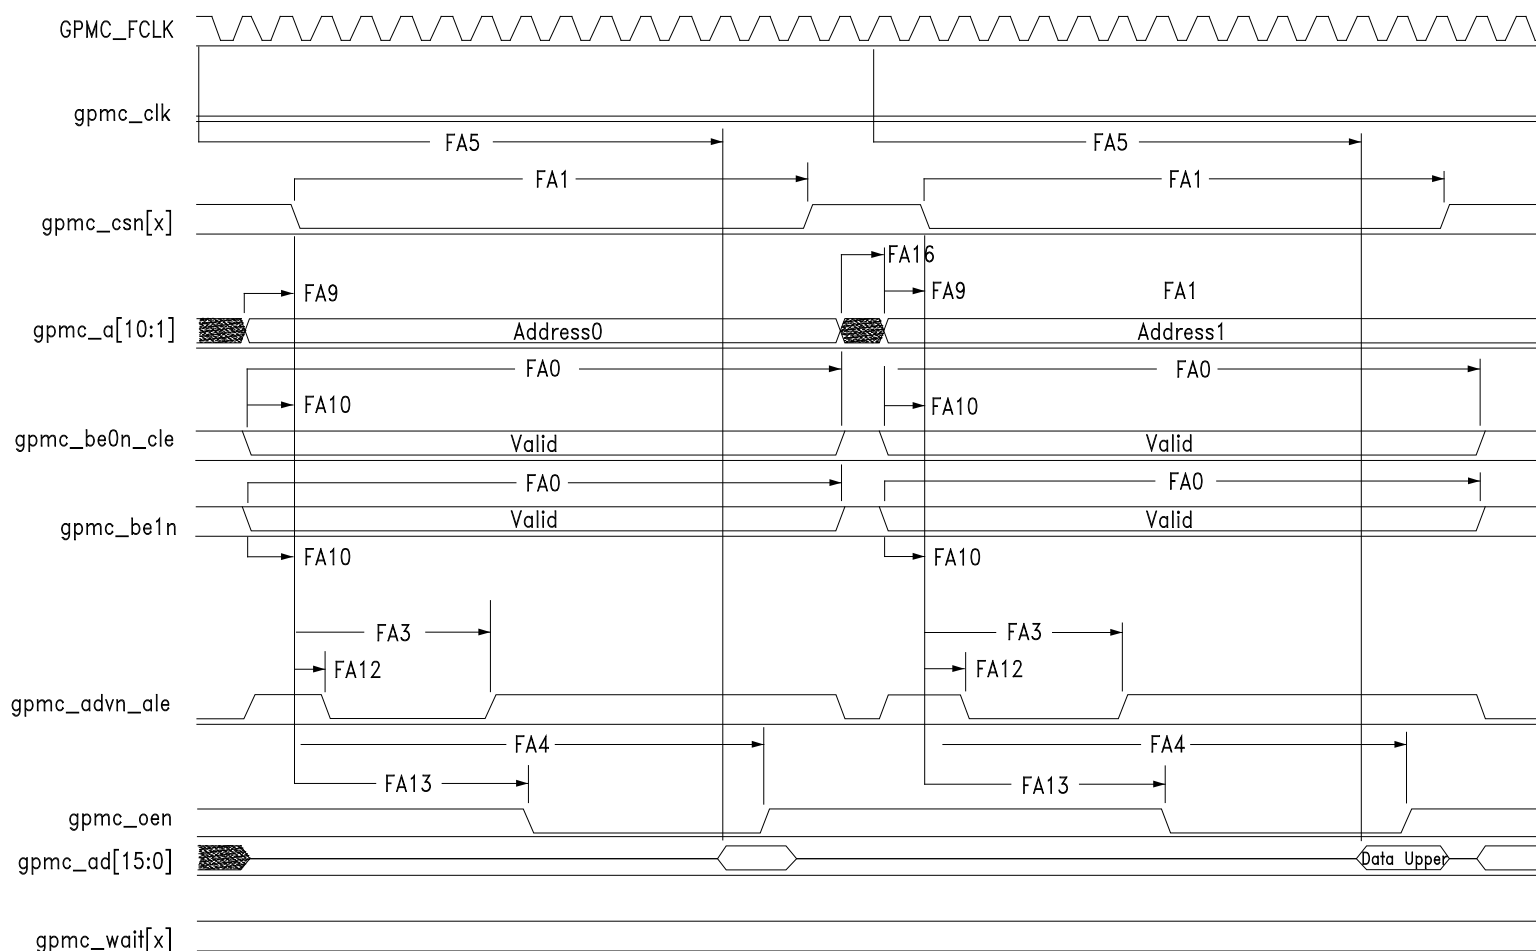 GPMC_FCLK
gpmc_clk
FA5 FA5
FA1 FA1
gpmc_csn[x]
FA16
FA9 FA9 FA1
gpmc_a[10:1] Address0 Address1
FA0 FA0
FA10 FA10
gpmc_be0n_cle Valid Valid
FA0 FA0
gpmc_be1n Valid Valid
FA10 FA10
FA3 FA3
FA12 FA12
gpmc_advn_ale
FA4 FA4
FA13 FA13
gpmc_oen
gpmc_ad[15:0] Data Upper
gpmc_wait[x]